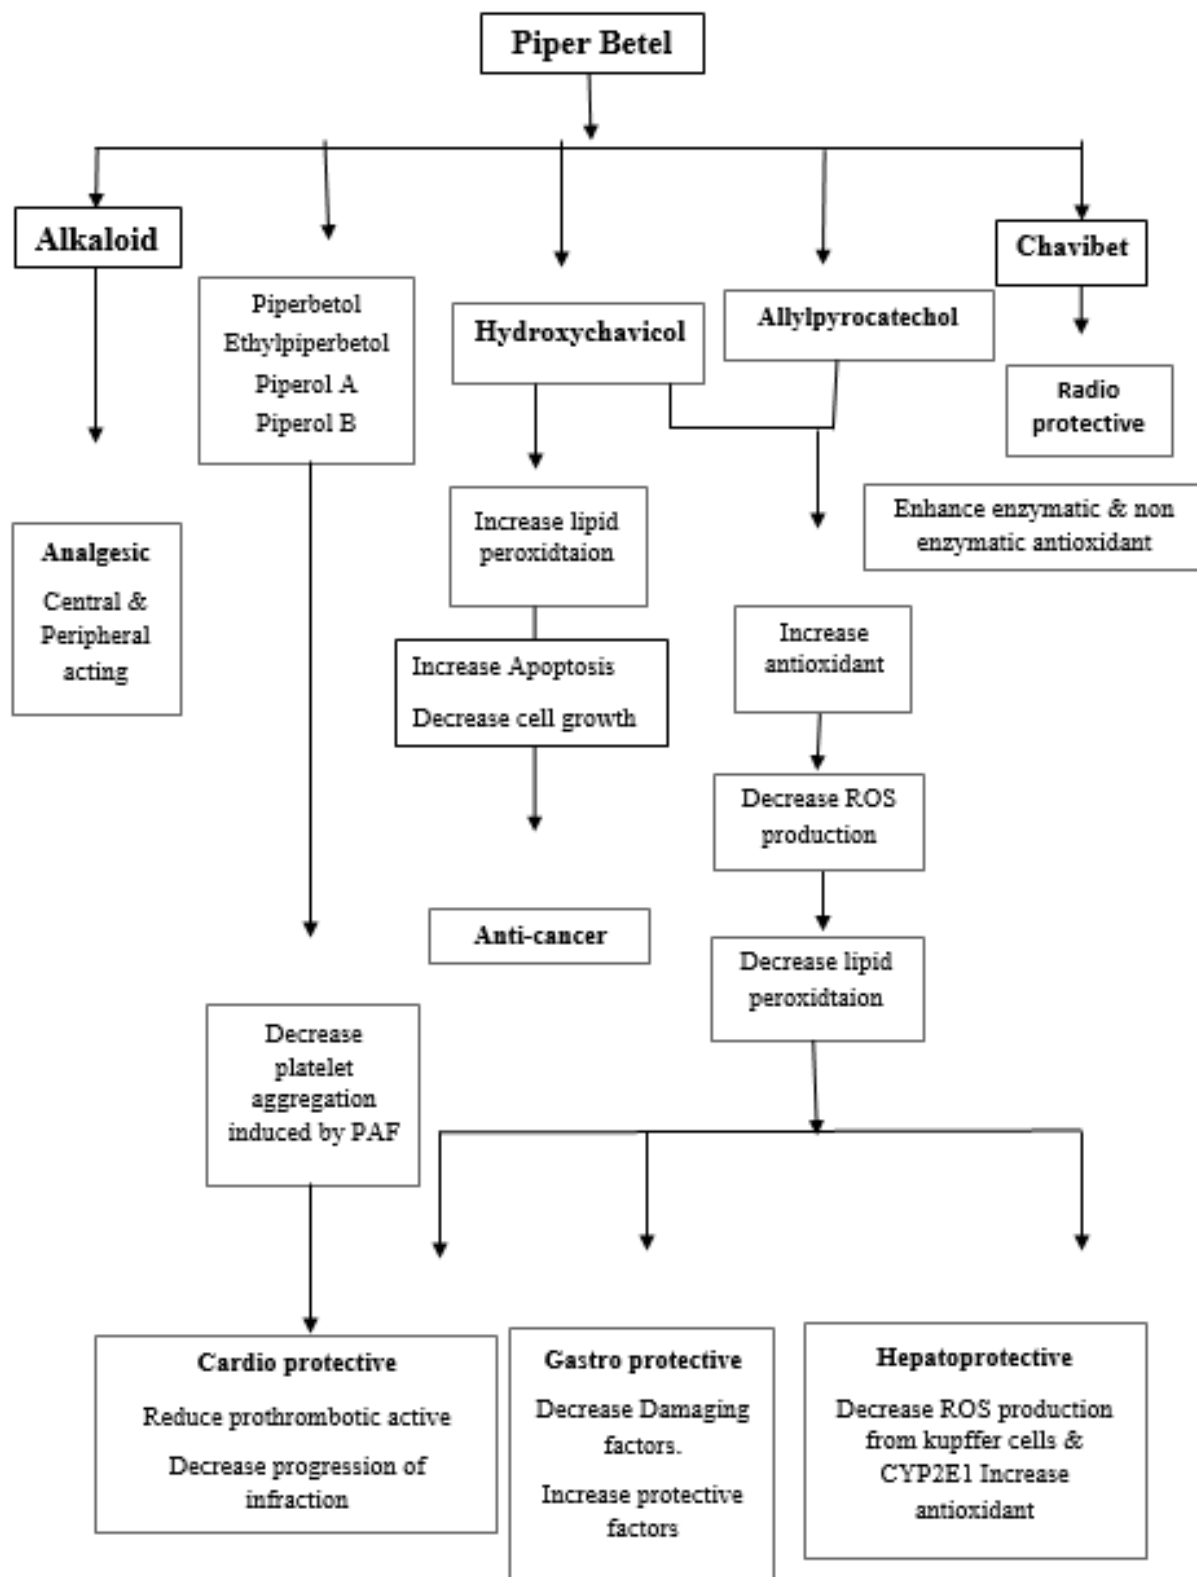 Piper Betel
Alkaloid
Piperbetol
Ethylpiperbetol
Piperol A
Piperol B
Hydroxychavicol
Allylpyrocatechol
Chavibet
Radio
protective
Analgesic
Central &
Peripheral
acting
Increase lipid
peroxidtaion
Increase Apoptosis
Decrease cell growth
Anti-cancer
Enhance enzymatic & non
enzymatic antioxidant
Increase
antioxidant
Decrease ROS
production
Decrease lipid
peroxidtaion
Decrease
platelet
aggregation
induced by PAF
Cardio protective
Reduce prothrombotic active
Decrease progression of
infraction
Gastro protective
Decrease Damaging
factors.
Increase protective
factors
Hepatoprotective
Decrease ROS production
from kupffer cells &
CYP2E1 Increase
antioxidant